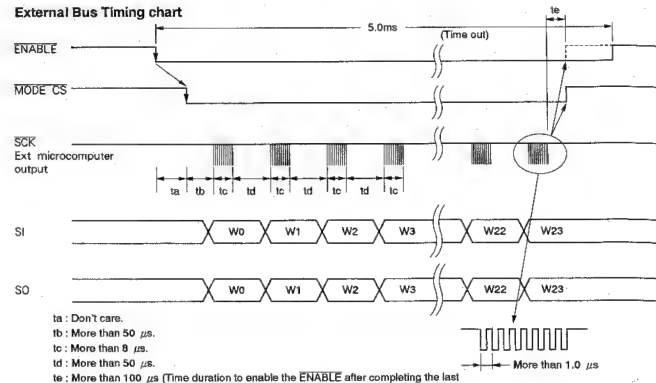 External Bus Timing chart
te
5.0ms
(Time out)
ENABLE
MODE CS
SCK
Ext microcomputer
output
ta tb tc td tc td tc td tc
SI W0 W1 W2 W3 W22 W23
SO W0 W1 W2 W3 W22 W23
ta : Don't care.
tb : More than 50 µs.
tc : More than 8 µs.
td : More than 50 µs.
te : More than 100 µs (Time duration to enable the ENABLE after completing the last
More than 1.0 µs